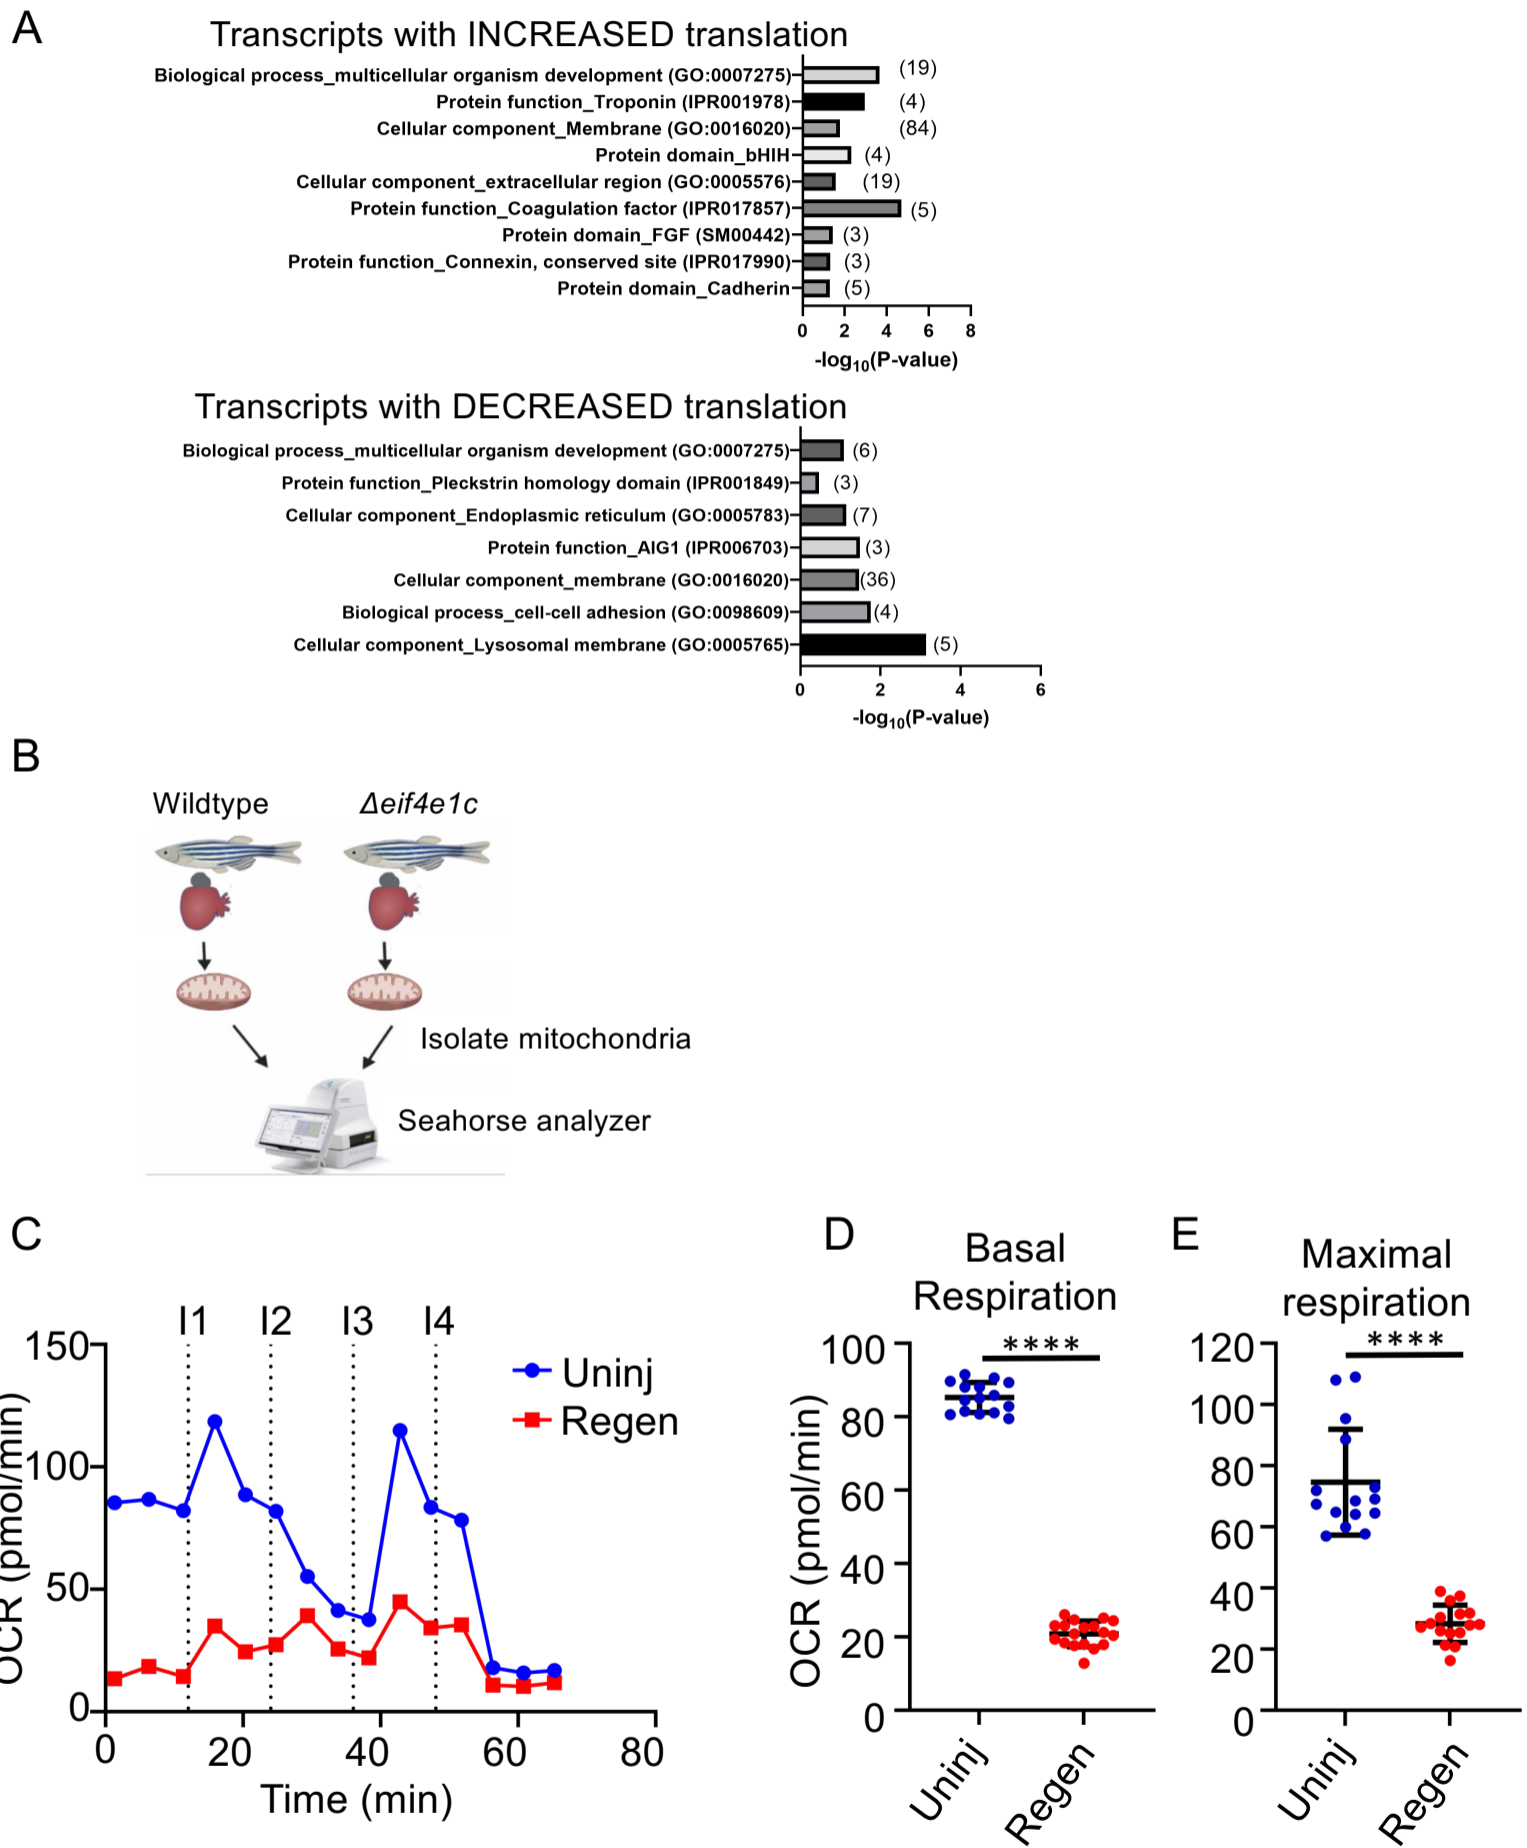 A
Transcripts with INCREASED translation
Biological process_multicellular organism development (GO:0007275) (19)
Protein function_Troponin (IPR001978) (4)
Cellular component_Membrane (GO:0016020) (84)
Protein domain_bHlH (4)
Cellular component_extracellular region (GO:0005576) (19)
Protein function_Coagulation factor (IPR017857) (5)
Protein domain_FGF (SM00442) (3)
Protein function_Connexin, conserved site (IPR017990) (3)
Protein domain_Cadherin (5)
0 2 4 6 8
-log10(P-value)
Transcripts with DECREASED translation
Biological process_multicellular organism development (GO:0007275) (6)
Protein function_Pleckstrin homology domain (IPR001849) (3)
Cellular component_Endoplasmic reticulum (GO:0005783) (7)
Protein function_AIG1 (IPR006703) (3)
Cellular component_membrane (GO:0016020) (36)
Biological process_cell-cell adhesion (GO:0098609) (4)
Cellular component_Lysosomal membrane (GO:0005765) (5)
0 2 4 6
-log10(P-value)
B
Wildtype Δeif4e1c
Isolate mitochondria
Seahorse analyzer
C
I1 I2 I3 I4
150
100
50
0
OCR (pmol/min)
0 20 40 60 80
Time (min)
Uninj
Regen
D
Basal
Respiration
****
100
80
60
40
20
0
OCR (pmol/min)
Uninj
Regen
E
Maximal
respiration
****
120
100
80
60
40
20
0
Uninj
Regen